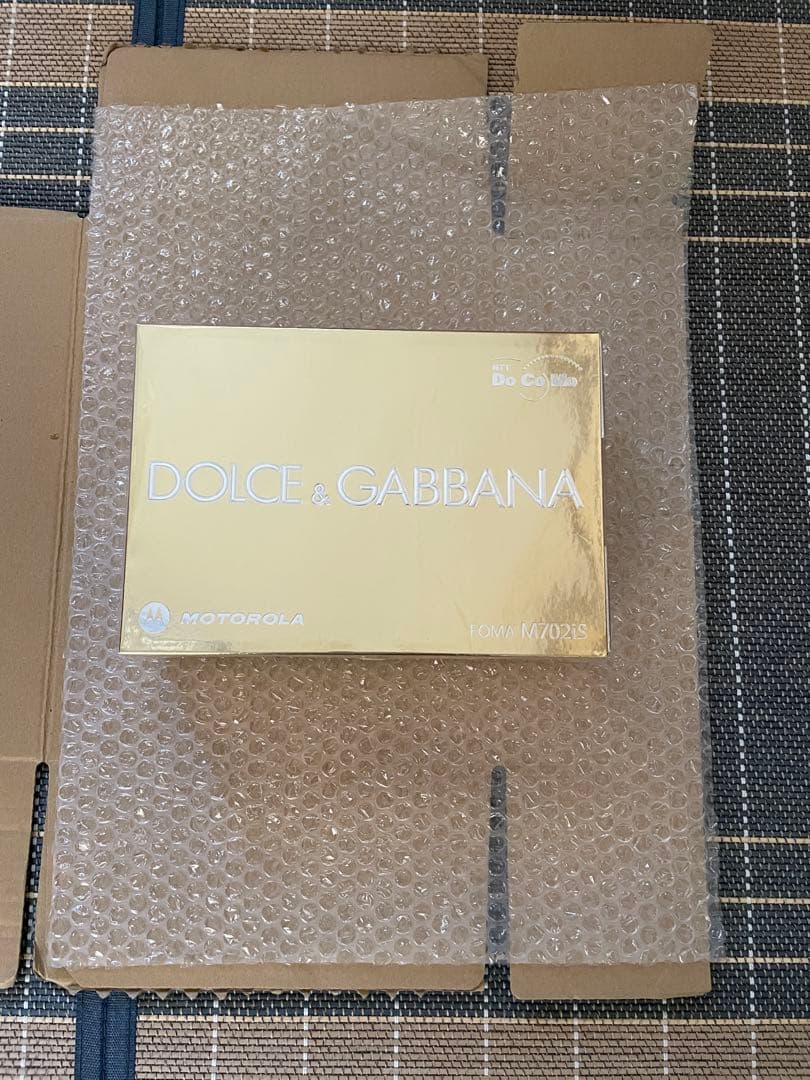 NTT
DoCoMo
DOLCE & GABBANA
MOTOROLA
FOMA M702iS